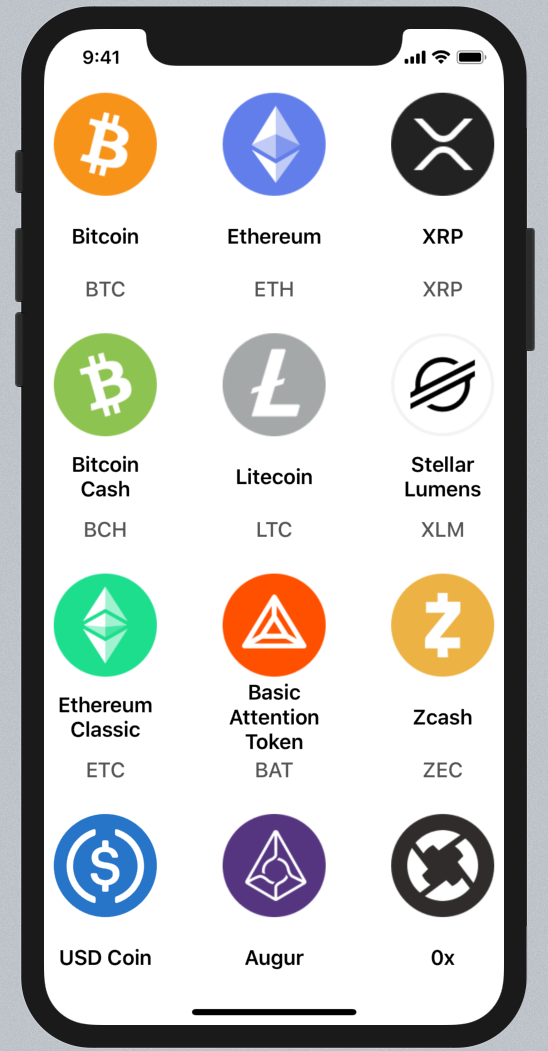 9:41
Bitcoin
Ethereum
XRP
BTC
ETH
XRP
Bitcoin
Cash
Litecoin
Stellar
Lumens
BCH
LTC
XLM
Ethereum
Classic
Basic
Attention
Token
Zcash
ETC
BAT
ZEC
USD Coin
Augur
0x